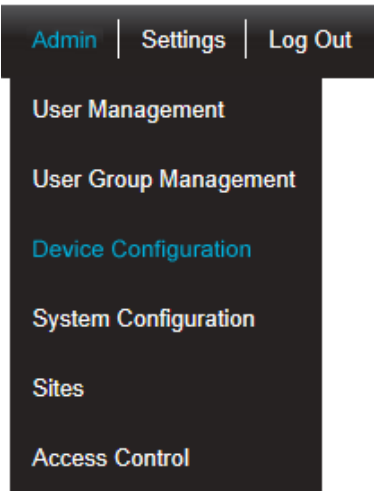 Admin | Settings | Log Out
User Management
User Group Management
Device Configuration
System Configuration
Sites
Access Control